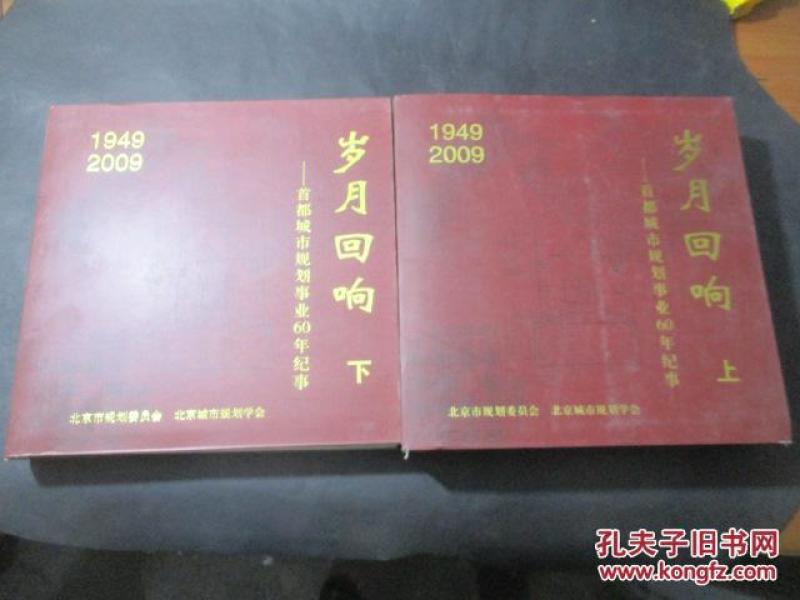 1949
2009
岁月回响
——首都城市规划事业60年纪事
下
北京市规划委员会 北京城市规划学会
1949
2009
岁月回响
——首都城市规划事业60年纪事
上
北京市规划委员会 北京城市规划学会
孔夫子旧书网
www.kongfz.com